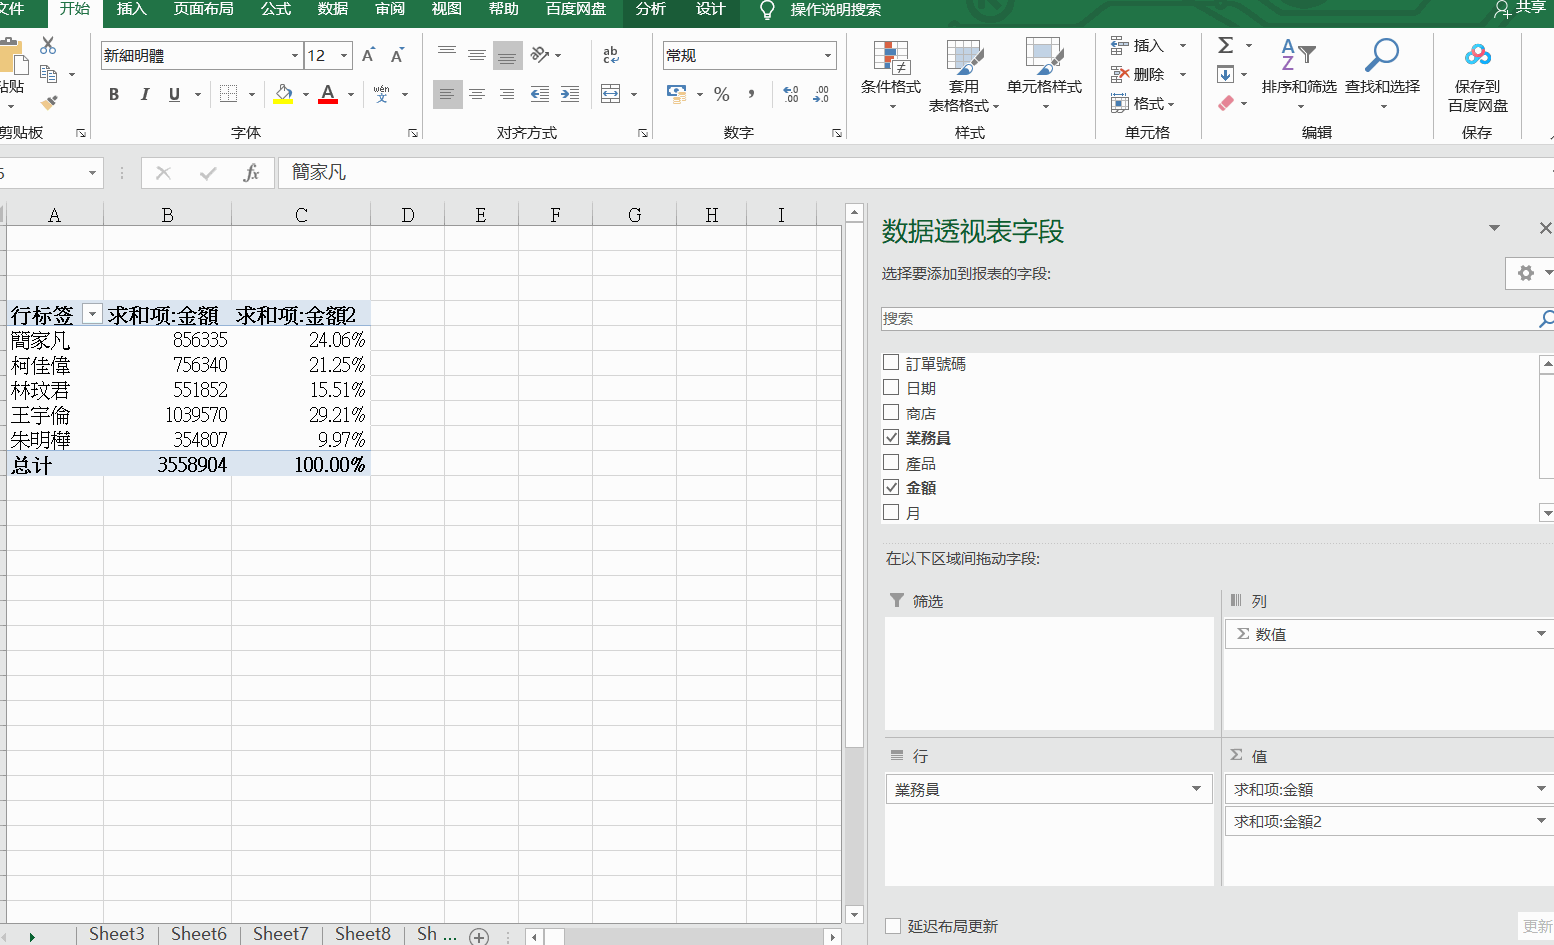 文件 开始 插入 页面布局 公式 数据 审阅 视图 帮助 百度网盘 分析 设计 操作说明搜索 共享
粘贴 新細明體 12 A A ab c 常规 条件格式 套用 表格格式 单元格样式 插入 删除 格式 Σ A Z 排序和筛选 查找和选择 保存到 百度网盘
B I U A wén 文 % , .0 .00 .00 .0
剪贴板 字体 对齐方式 数字 样式 单元格 编辑 保存
fx 簡家凡
A B C D E F G H I
行标签 求和项:金額 求和项:金額2
簡家凡 856335 24.06%
柯佳偉 756340 21.25%
林玟君 551852 15.51%
王宇倫 1039570 29.21%
朱明樺 354807 9.97%
总计 3558904 100.00%
数据透视表字段
选择要添加到报表的字段:
搜索
訂單號碼
日期
商店
業務員
產品
金額
月
在以下区域间拖动字段:
筛选
列
Σ 数值
行
業務員
Σ 值
求和项:金額
求和项:金額2
延迟布局更新 更新
Sheet3 Sheet6 Sheet7 Sheet8 Sh ...